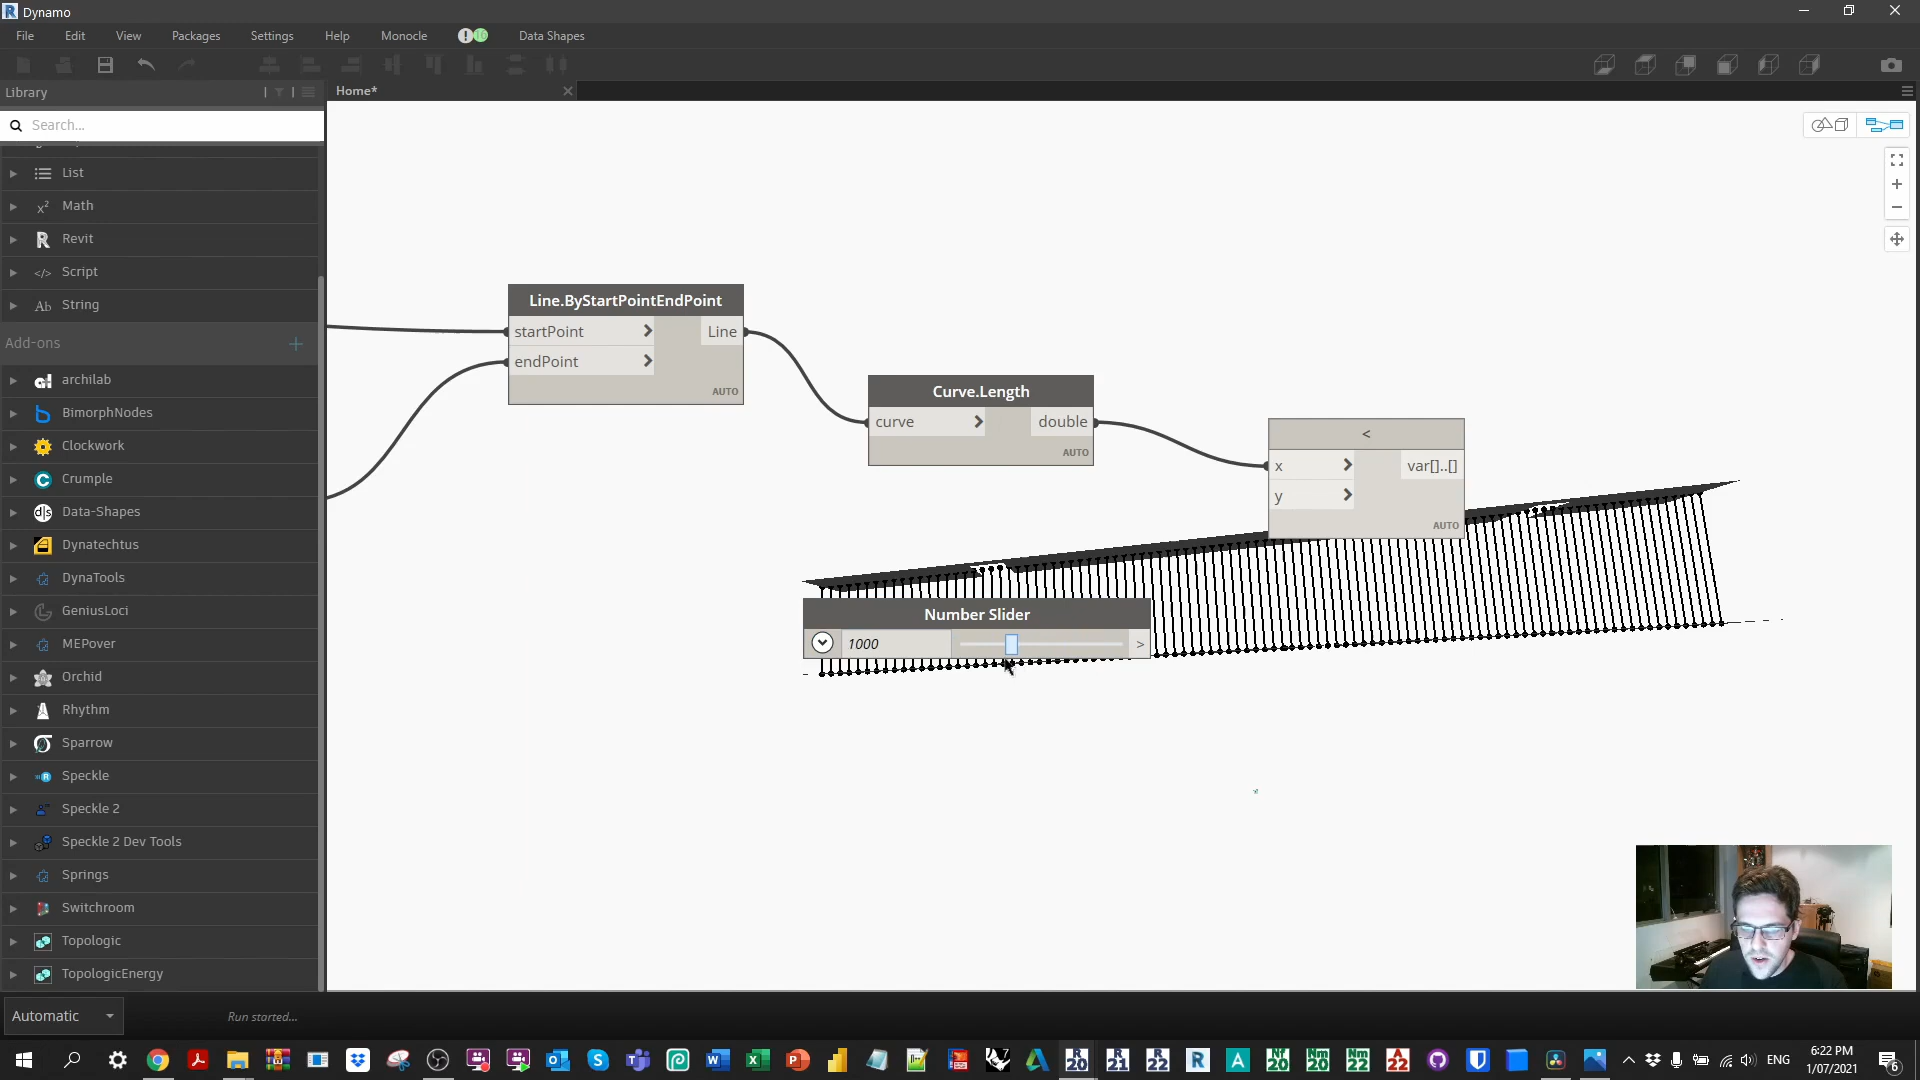 Dynamo
File Edit View Packages Settings Help Monocle ! 16 Data Shapes
Library
Home*
Search...
List
Math
Revit
Script
Ab String
Add-ons
archilab
BimorphNodes
Clockwork
Crumple
Data-Shapes
Dynatechtus
DynaTools
GeniusLoci
MEPover
Orchid
Rhythm
Sparrow
Speckle
Speckle 2
Speckle 2 Dev Tools
Springs
Switchroom
Topologic
TopologicEnergy
Line.ByStartPointEndPoint
startPoint > Line
endPoint >
AUTO
Curve.Length
curve > double
AUTO
<
x > var[]..[]
y >
AUTO
Number Slider
1000 >
Automatic
Run started...
ENG
6:22 PM
1/07/2021
6